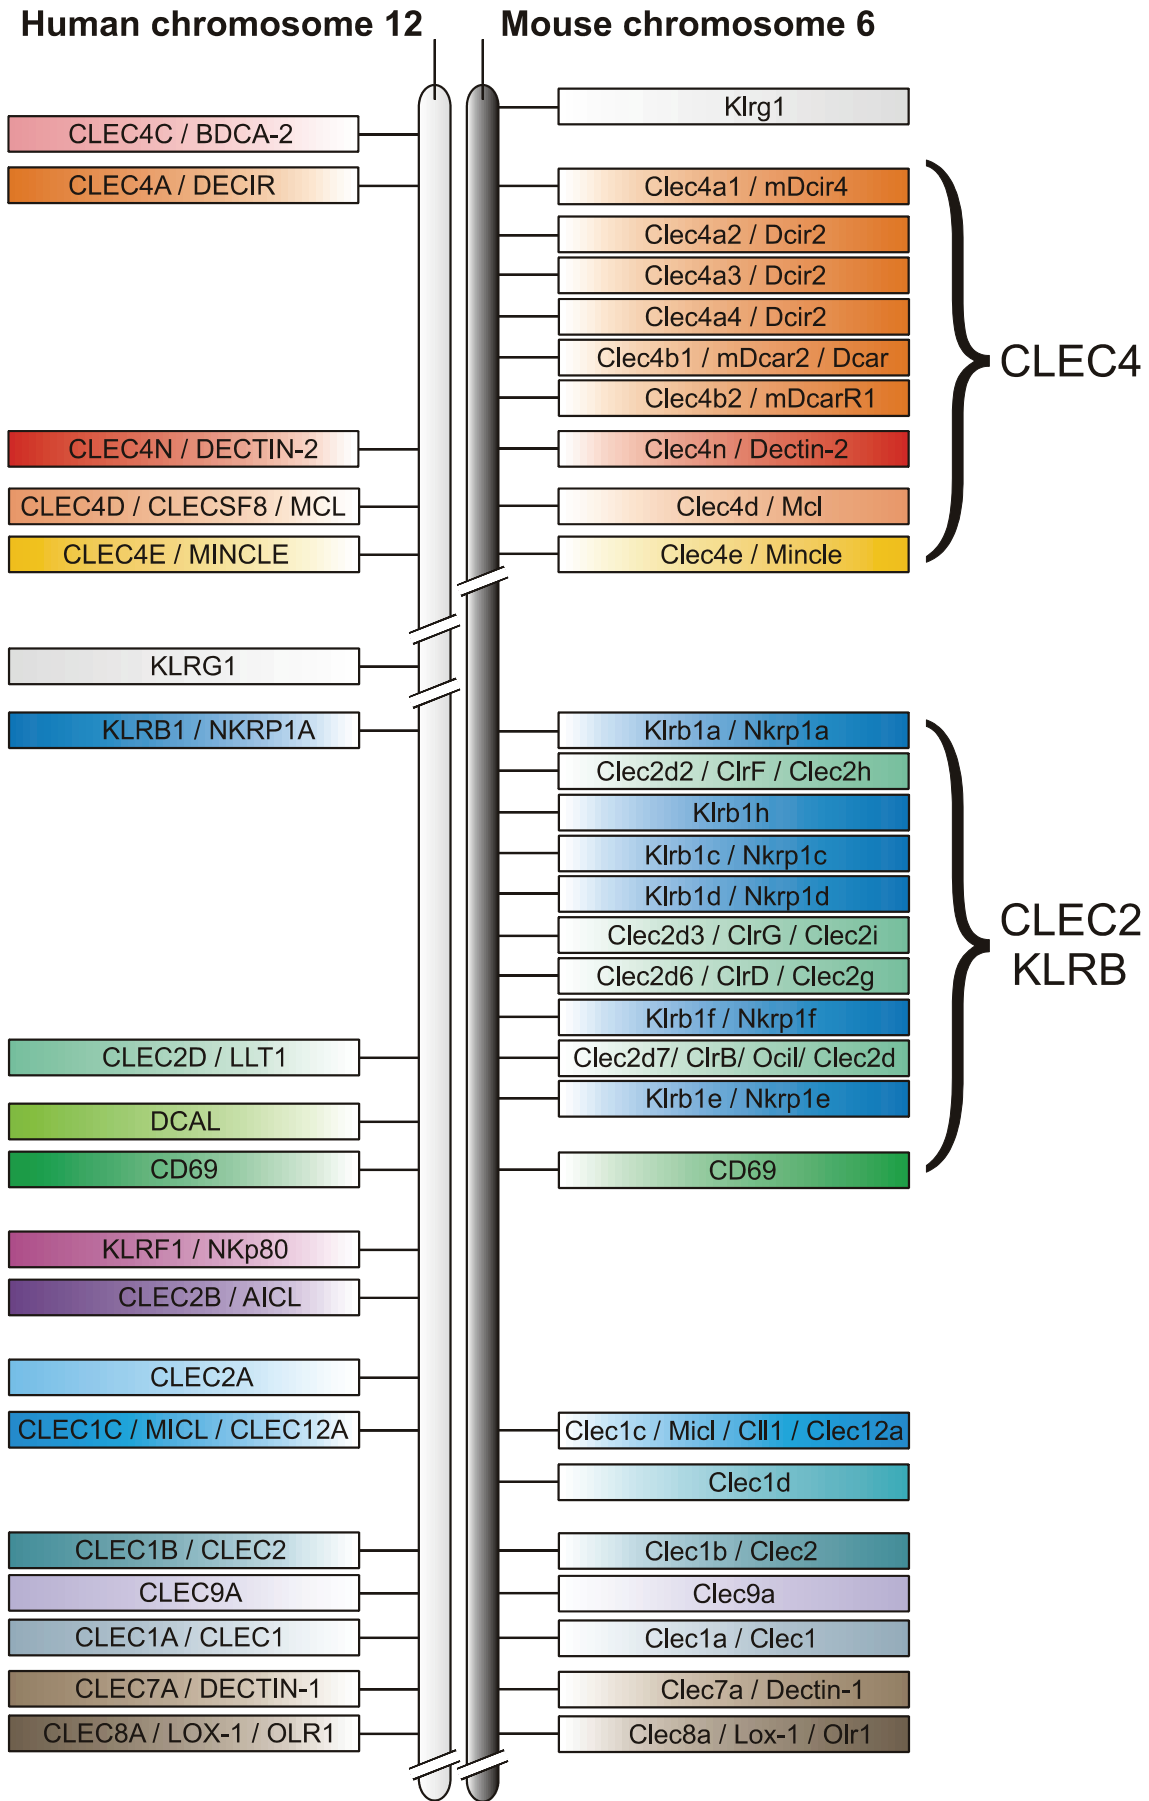 Human chromosome 12
Mouse chromosome 6
Klrg1
CLEC4C / BDCA-2
CLEC4A / DECIR
Clec4a1 / mDcir4
Clec4a2 / Dcir2
Clec4a3 / Dcir2
Clec4a4 / Dcir2
Clec4b1 / mDcar2 / Dcar
CLEC4
Clec4b2 / mDcarR1
CLEC4N / DECTIN-2
Clec4n / Dectin-2
CLEC4D / CLECSF8 / MCL
Clec4d / Mcl
CLEC4E / MINCLE
Clec4e / Mincle
KLRG1
KLRB1 / NKRP1A
Klrb1a / Nkrp1a
Clec2d2 / ClrF / Clec2h
Klrb1h
Klrb1c / Nkrp1c
Klrb1d / Nkrp1d
Clec2d3 / ClrG / Clec2i
CLEC2
KLRB
Clec2d6 / ClrD / Clec2g
Klrb1f / Nkrp1f
CLEC2D / LLT1
Clec2d7/ ClrB/ Ocil/ Clec2d
Klrb1e / Nkrp1e
DCAL
CD69
CD69
KLRF1 / NKp80
CLEC2B / AICL
CLEC2A
CLEC1C / MICL / CLEC12A
Clec1c / Micl / Cll1 / Clec12a
Clec1d
CLEC1B / CLEC2
Clec1b / Clec2
CLEC9A
Clec9a
CLEC1A / CLEC1
Clec1a / Clec1
CLEC7A / DECTIN-1
Clec7a / Dectin-1
CLEC8A / LOX-1 / OLR1
Clec8a / Lox-1 / Olr1